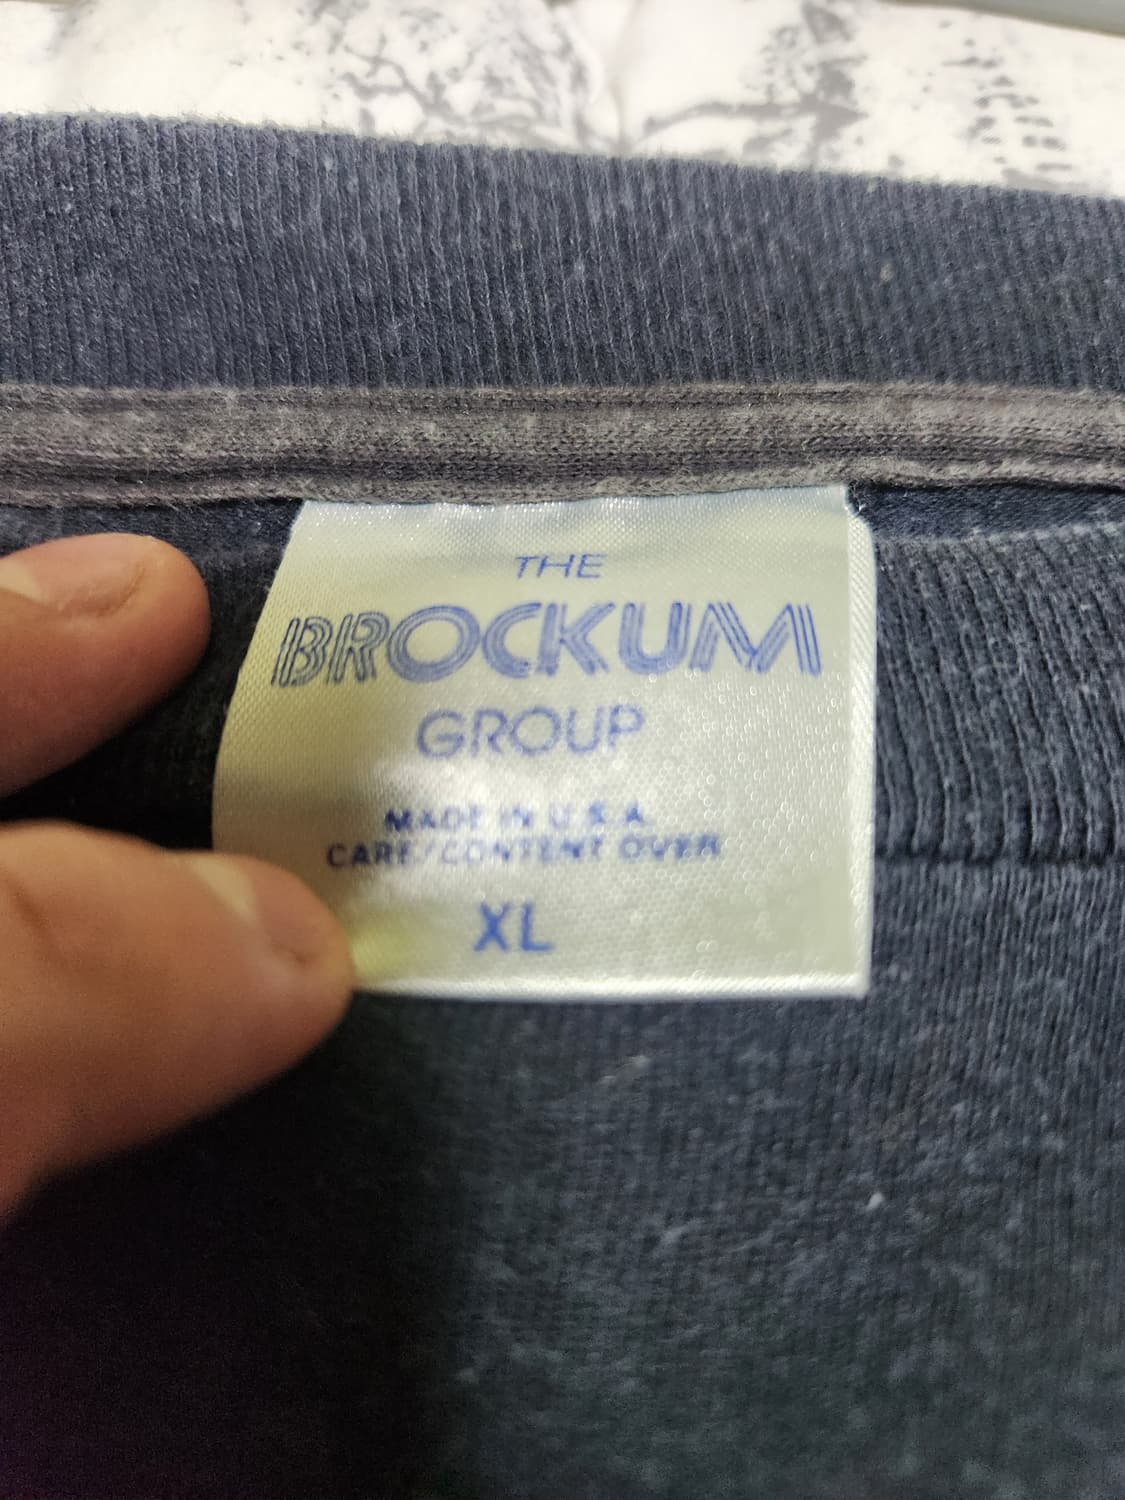 THE
BROCKUM
GROUP
MADE IN U.S.A.
CARE/CONTENT OVER
XL